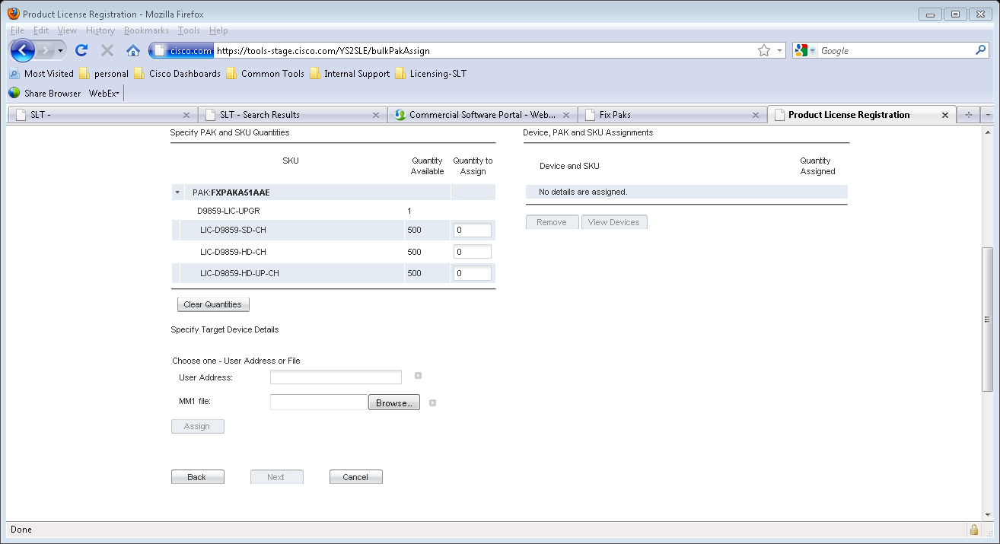 Product License Registration - Mozilla Firefox
File Edit View History Bookmarks Tools Help
cisco.com https://tools-stage.cisco.com/YS2SLE/bulkPakAssign Google
Most Visited personal Cisco Dashboards Common Tools Internal Support Licensing-SLT
Share Browser WebEx
SLT - SLT - Search Results Commercial Software Portal - Web... Fix Paks Product License Registration
Specify PAK and SKU Quantities
SKU
Quantity Available
Quantity to Assign
PAK:FXPAKA51AAE
D9859-LIC-UPGR 1
LIC-D9859-SD-CH 500 0
LIC-D9859-HD-CH 500 0
LIC-D9859-HD-UP-CH 500 0
Clear Quantities
Specify Target Device Details
Choose one - User Address or File
User Address:
MM1 file: Browse...
Assign
Back Next Cancel
Device, PAK and SKU Assignments
Device and SKU
Quantity Assigned
No details are assigned.
Remove View Devices
Done